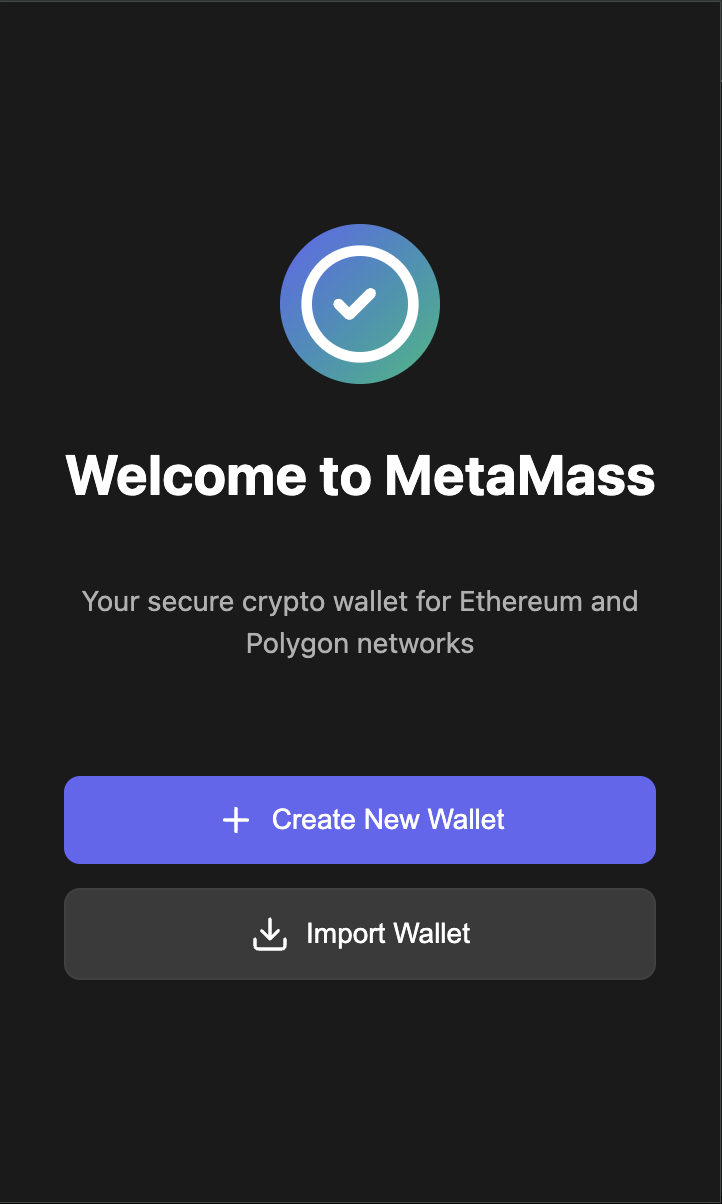 Welcome to MetaMass
Your secure crypto wallet for Ethereum and
Polygon networks
Create New Wallet
Import Wallet